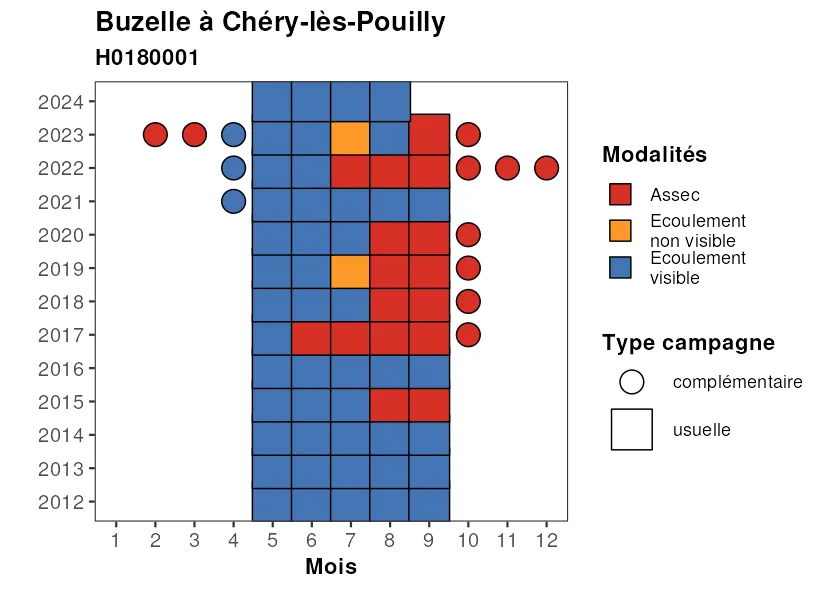 Buzelle à Chéry-lès-Pouilly
H0180001
2024
2023
2022
2021
2020
2019
2018
2017
2016
2015
2014
2013
2012
1 2 3 4 5 6 7 8 9 10 11 12
Mois
Modalités
Assec
Ecoulement
non visible
Ecoulement
visible
Type campagne
complémentaire
usuelle